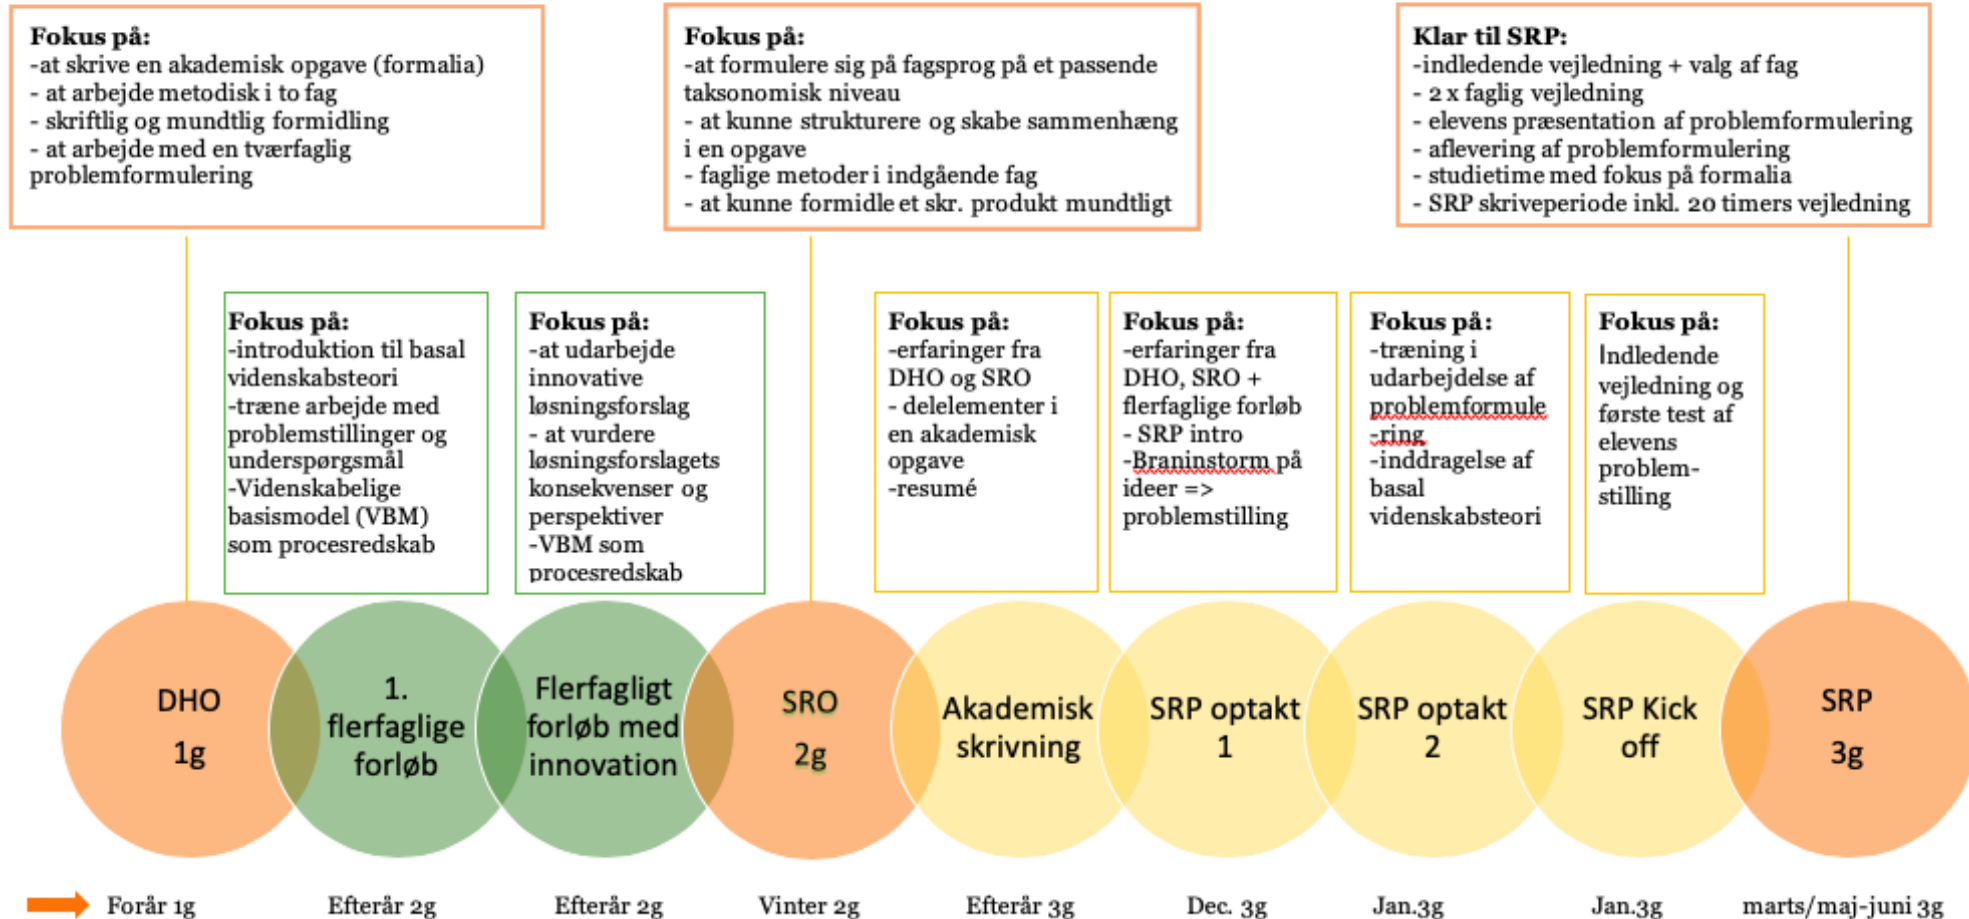 Fokus på:
-at skrive en akademisk opgave (formalia)
- at arbejde metodisk i to fag
- skriftlig og mundtlig formidling
- at arbejde med en tværfaglig
problemformulering
Fokus på:
-at formulere sig på fagsprog på et passende
taksonomisk niveau
- at kunne strukturere og skabe sammenhæng
i en opgave
- faglige metoder i indgående fag
- at kunne formidle et skr. produkt mundtligt
Klar til SRP:
-indledende vejledning + valg af fag
- 2 x faglig vejledning
- elevens præsentation af problemformulering
- aflevering af problemformulering
- studietime med fokus på formalia
- SRP skriveperiode inkl. 20 timers vejledning
Fokus på:
-introduktion til basal
videnskabsteori
-træne arbejde med
problemstillinger og
underspørgsmål
-Videnskabelige
basismodel (VBM)
som procesredskab
Fokus på:
-at udarbejde
innovative
løsningsforslag
- at vurdere
løsningsforslagets
konsekvenser og
perspektiver
-VBM som
procesredskab
Fokus på:
-erfaringer fra
DHO og SRO
- delelementer i
en akademisk
opgave
-resumé
Fokus på:
-erfaringer fra
DHO, SRO +
flerfaglige forløb
- SRP intro
-Braninstorm på
ideer =>
problemstilling
Fokus på:
-træning i
udarbejdelse af
problemformule
-ring
-inddragelse af
basal
videnskabsteori
Fokus på:
Indledende
vejledning og
første test af
elevens
problem-
stilling
DHO
1g
1.
flerfaglige
forløb
Flerfagligt
forløb med
innovation
SRO
2g
Akademisk
skrivning
SRP optakt
1
SRP optakt
2
SRP Kick
off
SRP
3g
Forår 1g
Efterår 2g
Efterår 2g
Vinter 2g
Efterår 3g
Dec. 3g
Jan.3g
Jan.3g
marts/maj-juni 3g